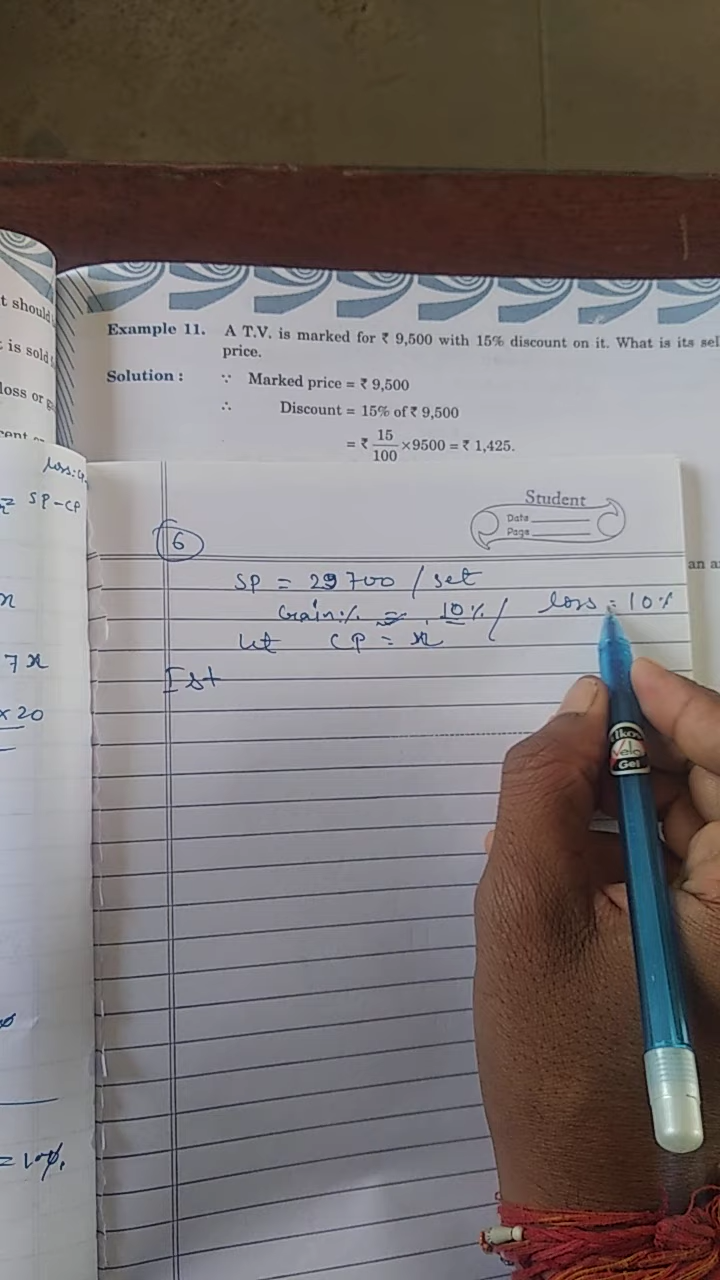 t should
t is sold
loss or
Example 11. A T.V. is marked for ₹ 9,500 with 15% discount on it. What is its sel
price.
Solution : ∵ Marked price = ₹ 9,500
∴ Discount = 15% of ₹ 9,500
= ₹ 15/100 ×9500 = ₹ 1,425.
SP-CP
7x
x 20
Student
Date
Page
an a
6
SP = 29700 / set
Gain% = 10% / loss = 10%
let CP = x
Ist
Velo
Gel